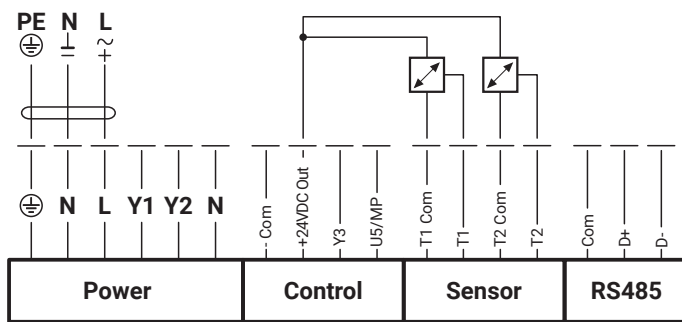 PE N L
N L Y1 Y2 N
- Com
+24VDC Out -
Y3
U5/MP
T1 Com
T1
T2 Com
T2
Com
D+
D-
Power
Control
Sensor
RS485